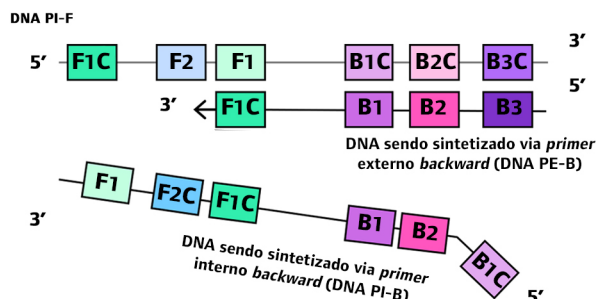 DNA PI-F
3′
5′ F1C F2 F1 B1C B2C B3C
5′
3′ F1C B1 B2 B3
DNA sendo sintetizado via primer
externo backward (DNA PE-B)
F1 F2C F1C B1 B2 B1C
3′
DNA sendo sintetizado via primer
interno backward (DNA PI-B)
5′